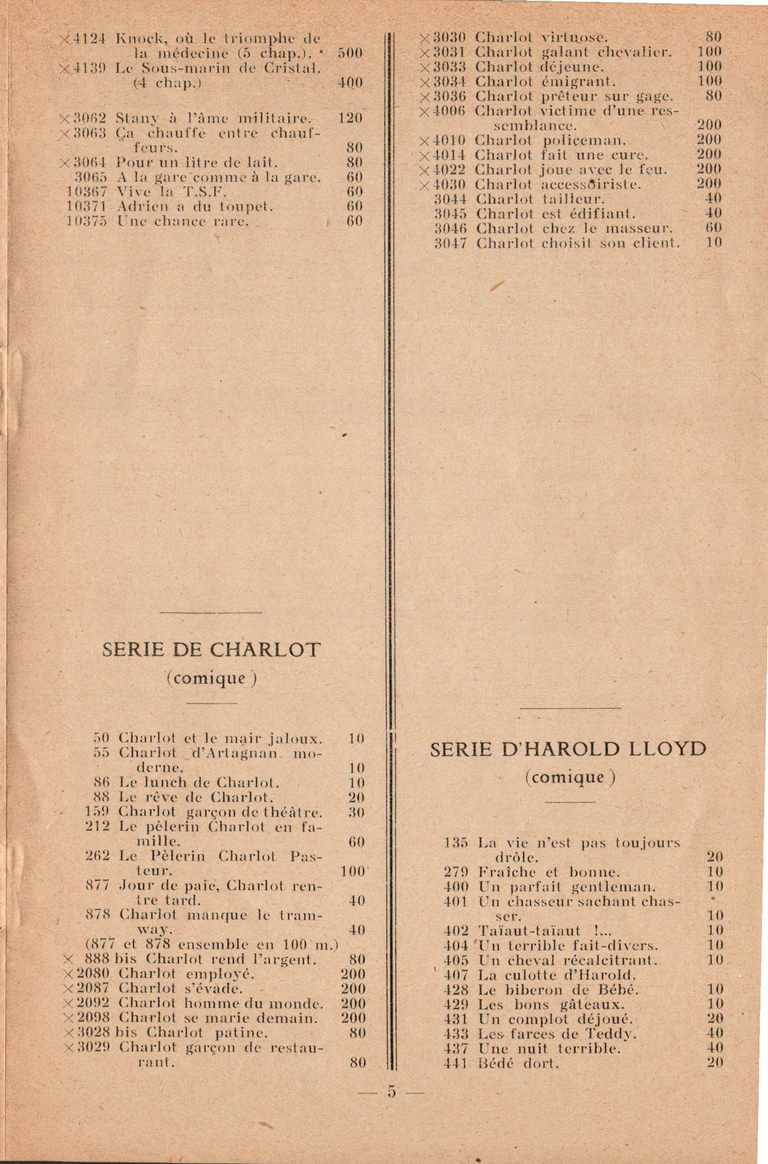 ×4124 Knock, où le triomphe de
la médecine (5 chap.). 500
×4139 Le Sous-marin de Cristal.
(4 chap.) 400
×3062 Stany à l'âme militaire. 120
×3063 Ça chauffe entre chauf-
feurs. 80
×3064 Pour un litre de lait. 80
3065 A la gare comme à la gare. 60
10367 Vive la T.S.F. 60
10371 Adrien a du toupet. 60
10375 Une chance rare. 60
SERIE DE CHARLOT
(comique )
50 Charlot et le mair jaloux. 10
55 Charlot d'Artagnan mo-
derne. 10
86 Le lunch de Charlot. 10
88 Le rêve de Charlot. 20
159 Charlot garçon de théâtre. 30
212 Le pèlerin Charlot en fa-
mille. 60
262 Le Pèlerin Charlot Pas-
teur. 100
877 Jour de paie, Charlot ren-
tre tard. 40
878 Charlot manque le tram-
way. 40
(877 et 878 ensemble en 100 m.)
× 888 bis Charlot rend l'argent. 80
×2080 Charlot employé. 200
×2087 Charlot s'évade. 200
×2092 Charlot homme du monde. 200
×2098 Charlot se marie demain. 200
×3028 bis Charlot patine. 80
×3029 Charlot garçon de restau-
rant. 80
×3030 Charlot virtuose. 80
×3031 Charlot galant chevalier. 100
×3033 Charlot déjeune. 100
×3034 Charlot émigrant. 100
×3036 Charlot prêteur sur gage. 80
×4006 Charlot victime d'une res-
semblance. 200
×4010 Charlot policeman. 200
×4014 Charlot fait une cure. 200
×4022 Charlot joue avec le feu. 200
×4030 Charlot accessoiriste. 200
3044 Charlot tailleur. 40
3045 Charlot est édifiant. 40
3046 Charlot chez le masseur. 60
3047 Charlot choisit son client. 10
SERIE D'HAROLD LLOYD
(comique )
135 La vie n'est pas toujours
drôle. 20
279 Fraîche et bonne. 10
400 Un parfait gentleman. 10
401 Un chasseur sachant chas-
ser. 10
402 Taïaut-taïaut !... 10
404 Un terrible fait-divers. 10
405 Un cheval récalcitrant. 10
407 La culotte d'Harold.
428 Le biberon de Bébé. 10
429 Les bons gâteaux. 10
431 Un complot déjoué. 20
433 Les farces de Teddy. 40
437 Une nuit terrible. 40
441 Bédé dort. 20
— 5 —